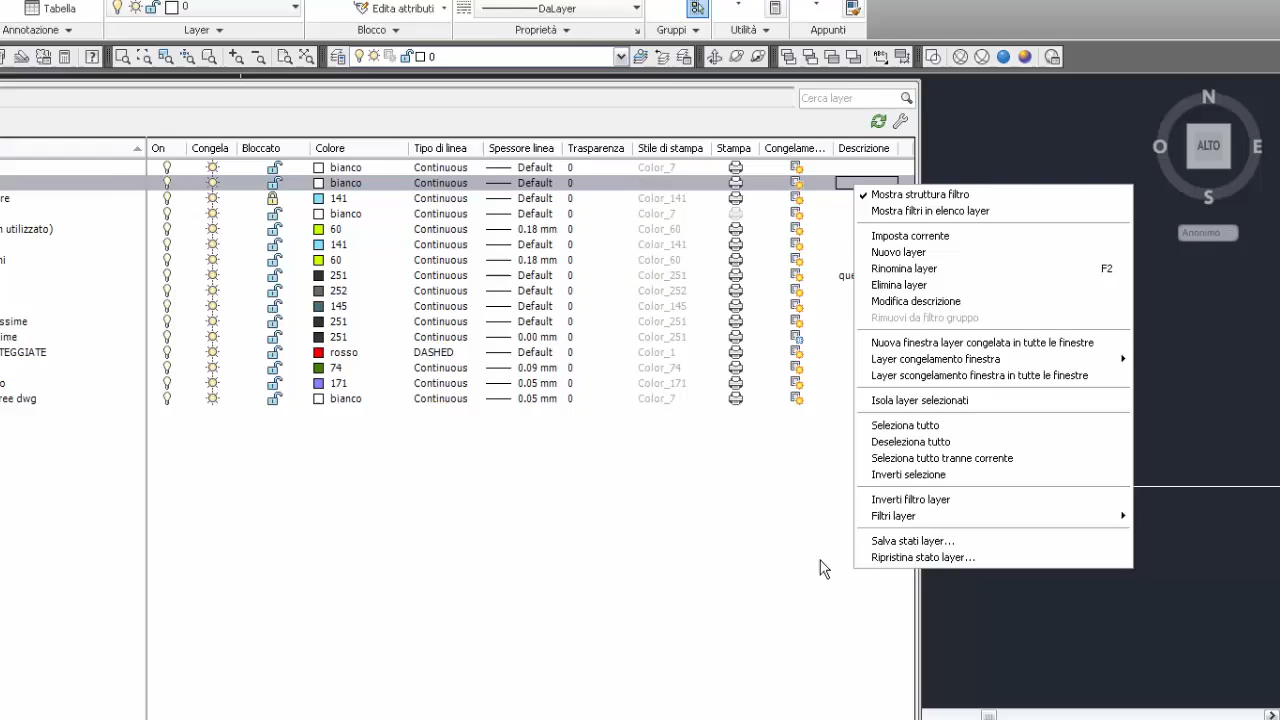 Tabella
0
Edita attributi
DaLayer
Annotazione
Layer
Blocco
Proprietà
Gruppi
Utilità
Appunti
0
Cerca layer
On Congela Bloccato Colore Tipo di linea Spessore linea Trasparenza Stile di stampa Stampa Congelame... Descrizione
bianco Continuous Default 0 Color_7
bianco Continuous Default 0
re 141 Continuous Default 0 Color_141
bianco Continuous Default 0 Color_7
n utilizzato) 60 Continuous 0.18 mm 0 Color_60
141 Continuous Default 0 Color_141
ni 60 Continuous 0.18 mm 0 Color_60
251 Continuous Default 0 Color_251 que
252 Continuous Default 0 Color_252
145 Continuous Default 0 Color_145
ssime 251 Continuous Default 0 Color_251
ime 251 Continuous 0.00 mm 0 Color_251
TEGGIATE rosso DASHED Default 0 Color_1
74 Continuous 0.09 mm 0 Color_74
o 171 Continuous 0.05 mm 0 Color_171
ree dwg bianco Continuous 0.05 mm 0 Color_7
Mostra struttura filtro
Mostra filtri in elenco layer
Imposta corrente
Nuovo layer
Rinomina layer F2
Elimina layer
Modifica descrizione
Rimuovi da filtro gruppo
Nuova finestra layer congelata in tutte le finestre
Layer congelamento finestra
Layer scongelamento finestra in tutte le finestre
Isola layer selezionati
Seleziona tutto
Deseleziona tutto
Seleziona tutto tranne corrente
Inverti selezione
Inverti filtro layer
Filtri layer
Salva stati layer...
Ripristina stato layer...
N
O ALTO E
S
Anonimo